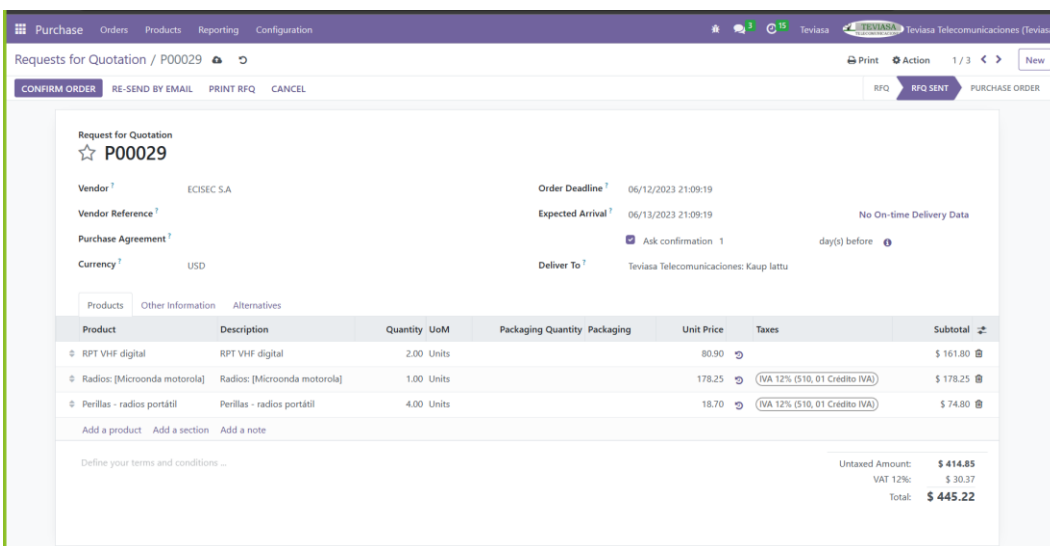 Purchase Orders Products Reporting Configuration 3 15 Teviasa TEVIASA Teviasa Telecomunicaciones (Teviasa
Requests for Quotation / P00029 Print Action 1 / 3 New
CONFIRM ORDER RE-SEND BY EMAIL PRINT RFQ CANCEL RFQ RFQ SENT PURCHASE ORDER
Request for Quotation
P00029
Vendor ? ECISEC S.A Order Deadline ? 06/12/2023 21:09:19
Vendor Reference ? Expected Arrival ? 06/13/2023 21:09:19 No On-time Delivery Data
Purchase Agreement ? Ask confirmation 1 day(s) before
Currency ? USD Deliver To ? Teviasa Telecomunicaciones: Kaup lattu
Products Other Information Alternatives
Product Description Quantity UoM Packaging Quantity Packaging Unit Price Taxes Subtotal
RPT VHF digital RPT VHF digital 2.00 Units 80.90 $ 161.80
Radios: [Microonda motorola] Radios: [Microonda motorola] 1.00 Units 178.25 IVA 12% (510, 01 Crédito IVA) $ 178.25
Perillas - radios portátil Perillas - radios portátil 4.00 Units 18.70 IVA 12% (510, 01 Crédito IVA) $ 74.80
Add a product Add a section Add a note
Define your terms and conditions ... Untaxed Amount: $ 414.85
VAT 12%: $ 30.37
Total: $ 445.22